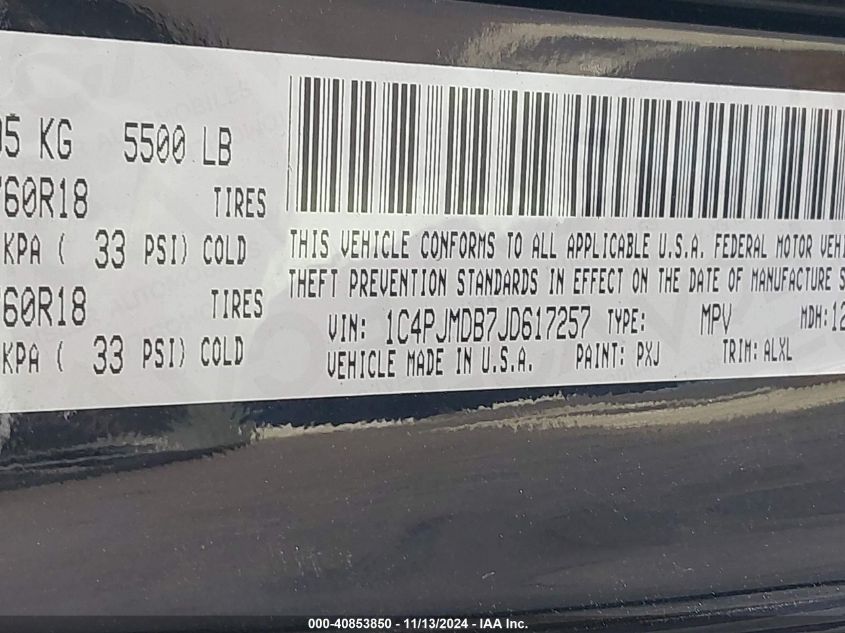 05 KG 5500 LB
/60R18 TIRES
KPA ( 33 PSI) COLD
/60R18 TIRES
KPA ( 33 PSI) COLD
THIS VEHICLE CONFORMS TO ALL APPLICABLE U.S.A. FEDERAL MOTOR VEHI
THEFT PREVENTION STANDARDS IN EFFECT ON THE DATE OF MANUFACTURE S
VIN: 1C4PJMDB7JD617257 TYPE: MPV MDH:12
VEHICLE MADE IN U.S.A. PAINT: PXJ TRIM: ALXL
000-40853850 - 11/13/2024 - IAA Inc.